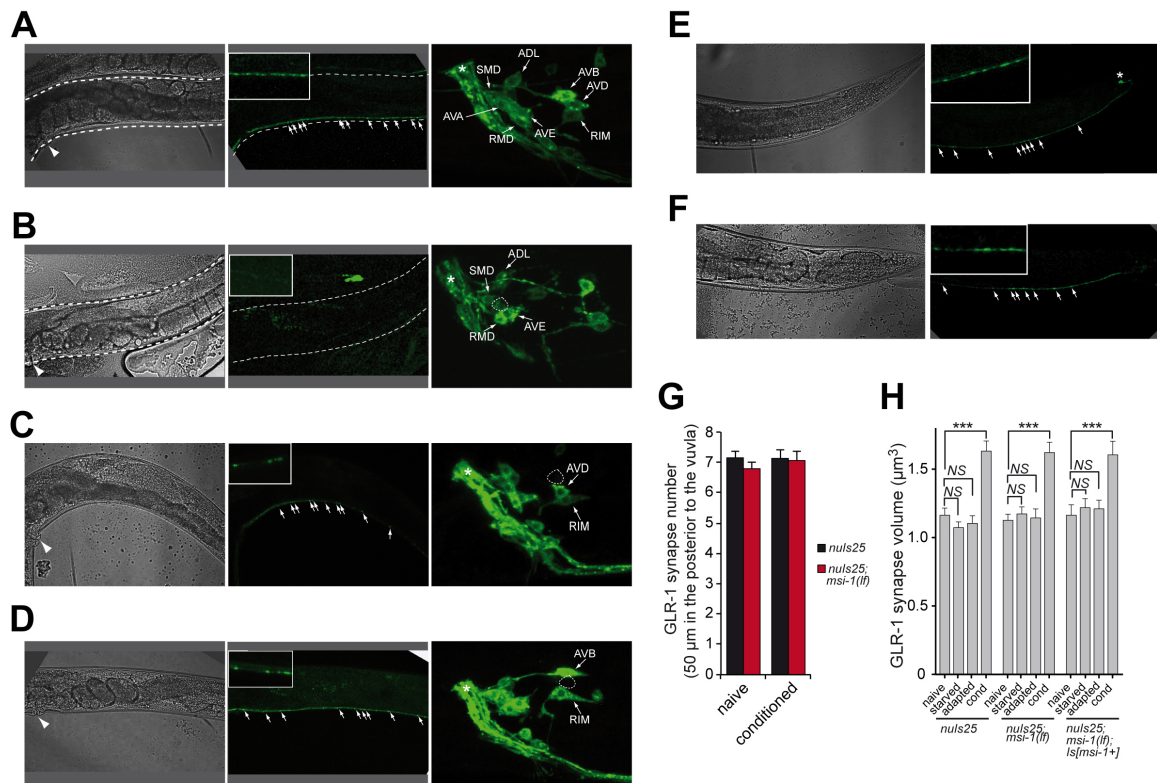 A
SMD
ADL
AVB
AVD
AVA
RMD
AVE
RIM
*
B
SMD
ADL
RMD
AVE
*
C
AVD
RIM
*
D
AVB
RIM
*
E
*
F
G
GLR-1 synapse number
(50 µm in the posterior to the vuvla)
8
7
6
5
4
3
2
1
0
naive
conditioned
nuIs25
nuIs25;
msi-1(lf)
H
GLR-1 synapse volume (µm³)
1.5
1.0
0.5
0
***
NS
NS
***
NS
NS
***
NS
NS
naive
starved
adapted
cond
naive
starved
adapted
cond
naive
starved
adapted
cond
nuIs25
nuIs25;
msi-1(lf)
nuIs25;
msi-1(lf);
Is[msi-1+]